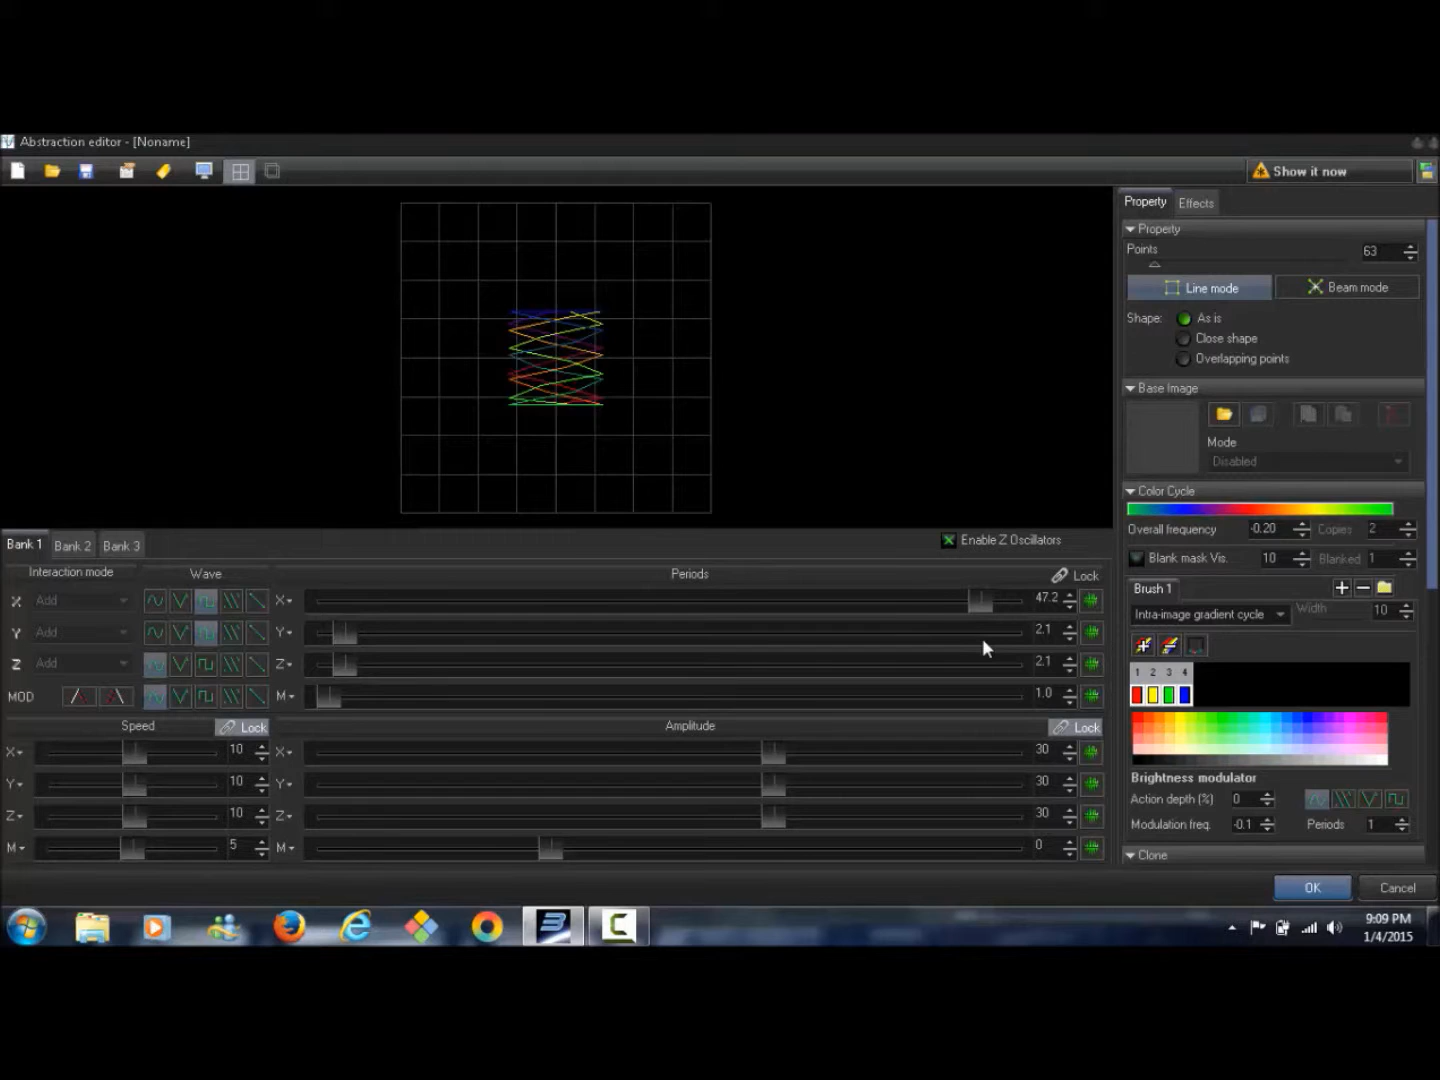 Abstraction editor - [Noname]
Show it now
Property Effects
Property
Points 63
Line mode Beam mode
Shape: As is
Close shape
Overlapping points
Base Image
Mode
Disabled
Color Cycle
Overall frequency -0.20 Copies 2
Blank mask Vis. 10 Blanked 1
Brush 1
Intra-image gradient cycle Width 10
1 2 3 4
Brightness modulator
Action depth (%) 0
Modulation freq. -0.1 Periods 1
Clone
Bank 1 Bank 2 Bank 3 Enable Z Oscillators
Interaction mode Wave Periods Lock
X Add X 47.2
Y Add Y 2.1
Z Add Z 2.1
MOD M 1.0
Speed Lock Amplitude Lock
X 10 X 30
Y 10 Y 30
Z 10 Z 30
M 5 M 0
OK Cancel
9:09 PM
1/4/2015